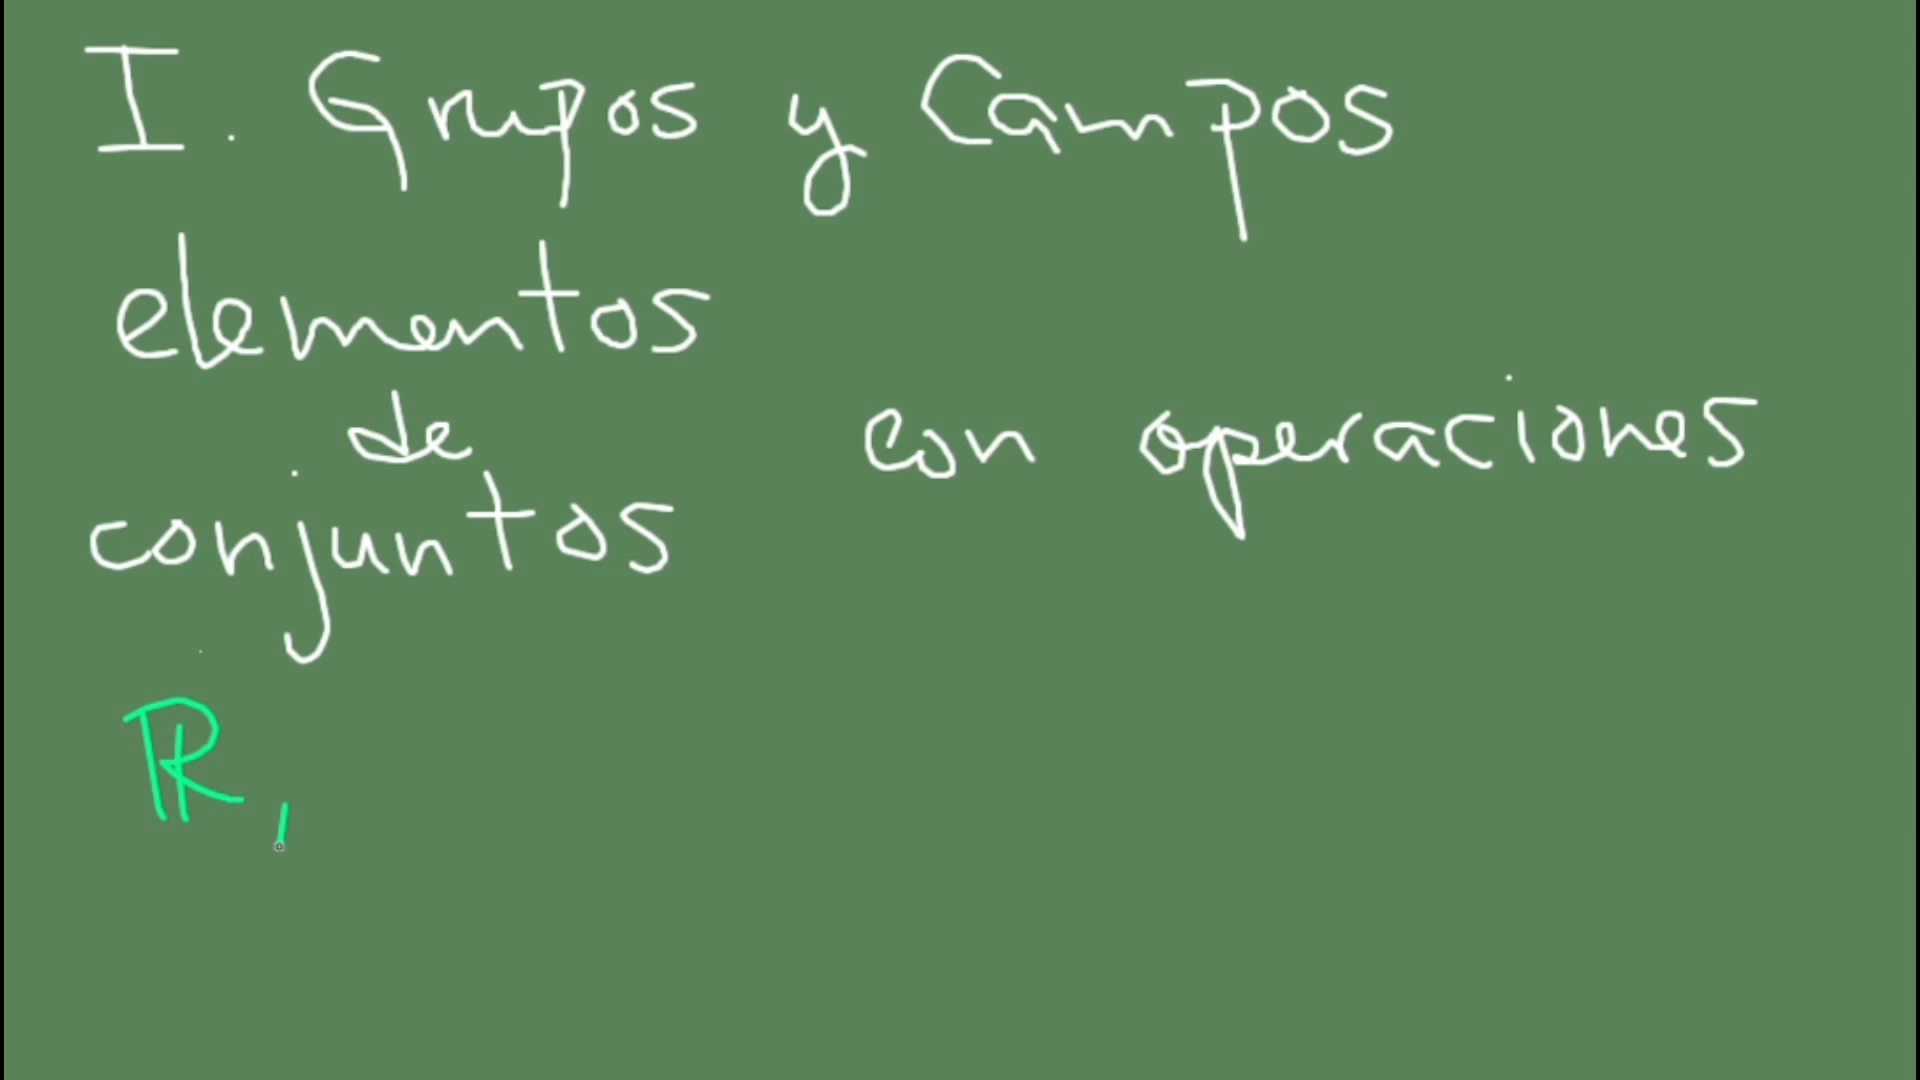 I. Grupos y Campos
elementos
de con operaciones
conjuntos
ℝ,